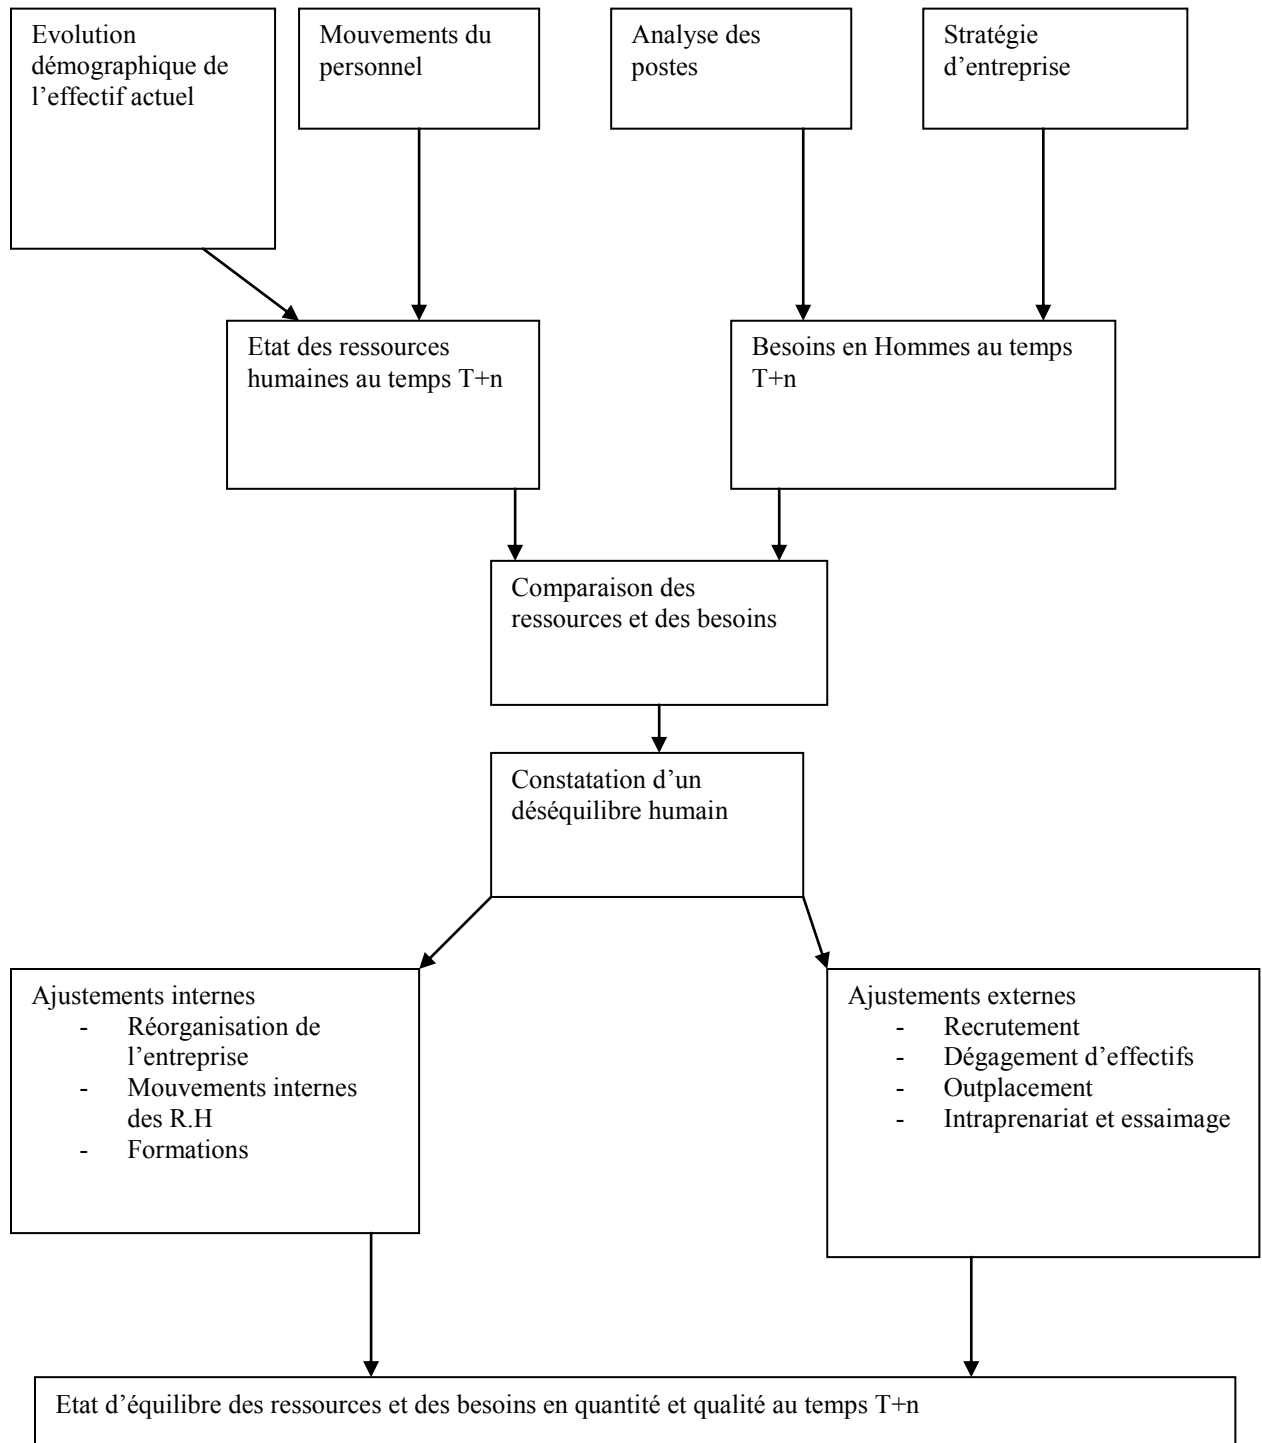 Evolution
démographique de
l’effectif actuel
Mouvements du
personnel
Analyse des
postes
Stratégie
d’entreprise
Etat des ressources
humaines au temps T+n
Besoins en Hommes au temps
T+n
Comparaison des
ressources et des besoins
Constatation d’un
déséquilibre humain
Ajustements internes
- Réorganisation de
l’entreprise
- Mouvements internes
des R.H
- Formations
Ajustements externes
- Recrutement
- Dégagement d’effectifs
- Outplacement
- Intraprenariat et essaimage
Etat d’équilibre des ressources et des besoins en quantité et qualité au temps T+n